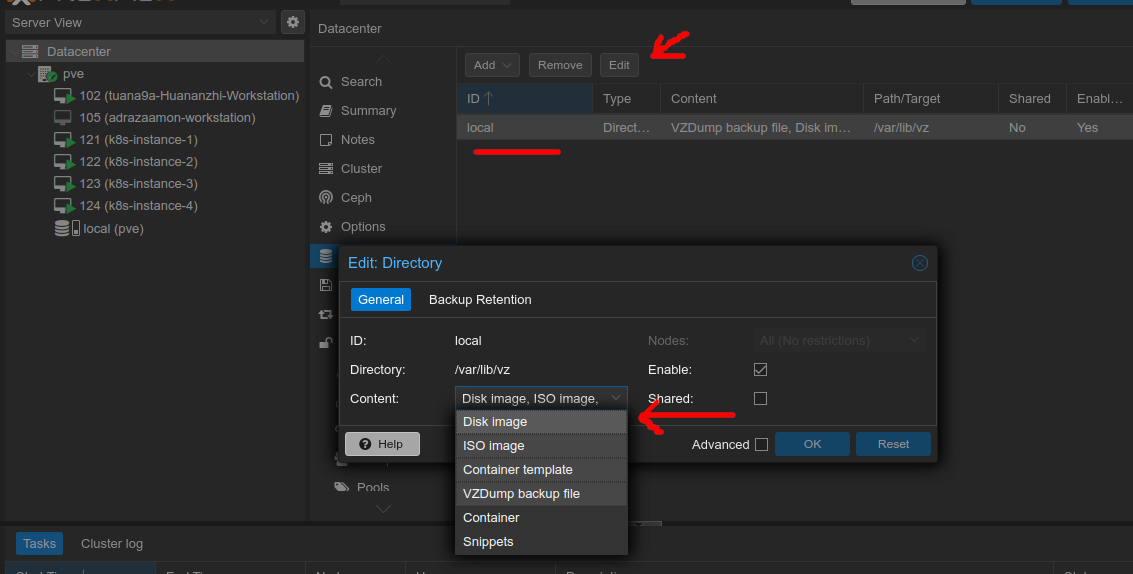 Server View
Datacenter
pve
102 (tuana9a-Huananzhi-Workstation)
105 (adrazaamon-workstation)
121 (k8s-instance-1)
122 (k8s-instance-2)
123 (k8s-instance-3)
124 (k8s-instance-4)
local (pve)
Datacenter
Search
Summary
Notes
Cluster
Ceph
Options
Pools
Add
Remove
Edit
ID Type Content Path/Target Shared Enabl...
local Direct... VZDump backup file, Disk im... /var/lib/vz No Yes
Edit: Directory
General Backup Retention
ID: local Nodes: All (No restrictions)
Directory: /var/lib/vz Enable:
Content: Disk image, ISO image, Shared:
Disk image
ISO image
Container template
VZDump backup file
Container
Snippets
Help Advanced OK Reset
Tasks Cluster log